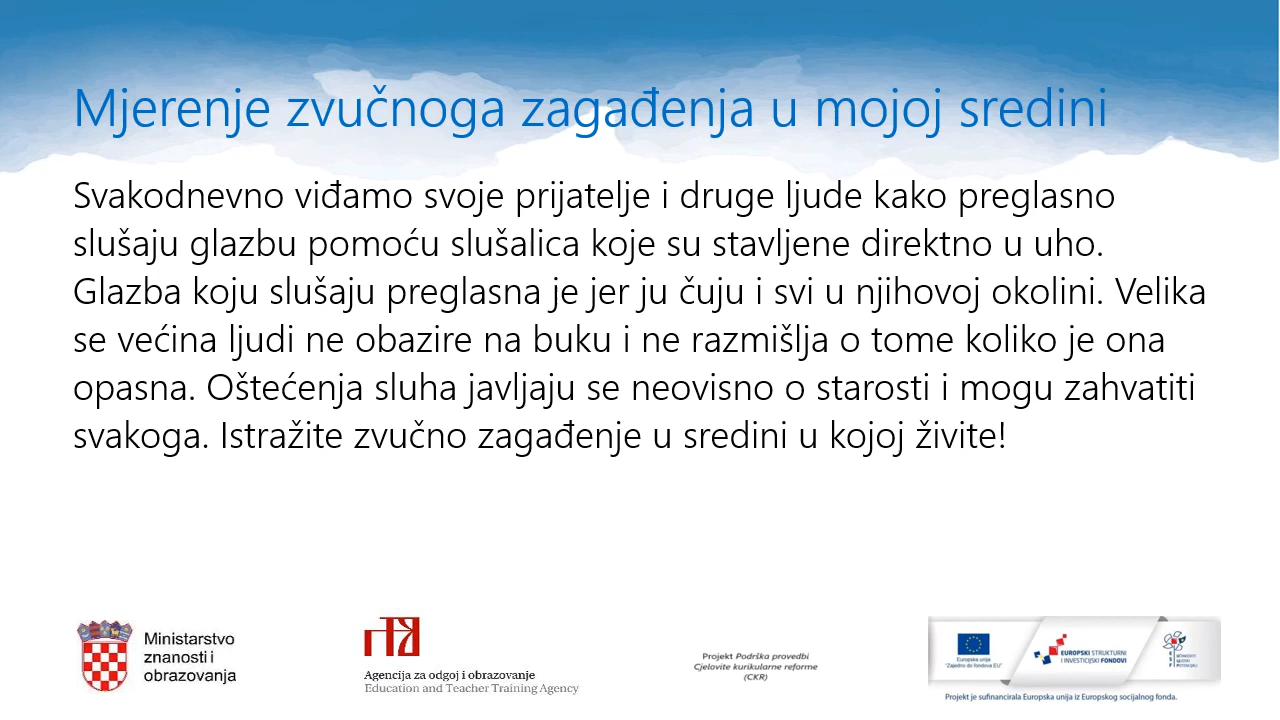 Mjerenje zvučnoga zagađenja u mojoj sredini
Svakodnevno viđamo svoje prijatelje i druge ljude kako preglasno
slušaju glazbu pomoću slušalica koje su stavljene direktno u uho.
Glazba koju slušaju preglasna je jer ju čuju i svi u njihovoj okolini. Velika
se većina ljudi ne obazire na buku i ne razmišlja o tome koliko je ona
opasna. Oštećenja sluha javljaju se neovisno o starosti i mogu zahvatiti
svakoga. Istražite zvučno zagađenje u sredini u kojoj živite!
Ministarstvo
znanosti i
obrazovanja
Agencija za odgoj i obrazovanje
Education and Teacher Training Agency
Projekt Podrška provedbi
Cjelovite kurikularne reforme
(CKR)
Europska unija
"Zajedno do fondova EU"
EUROPSKI STRUKTURNI
I INVESTICIJSKI FONDOVI
Projekt je sufinancirala Europska unija iz Europskog socijalnog fonda.